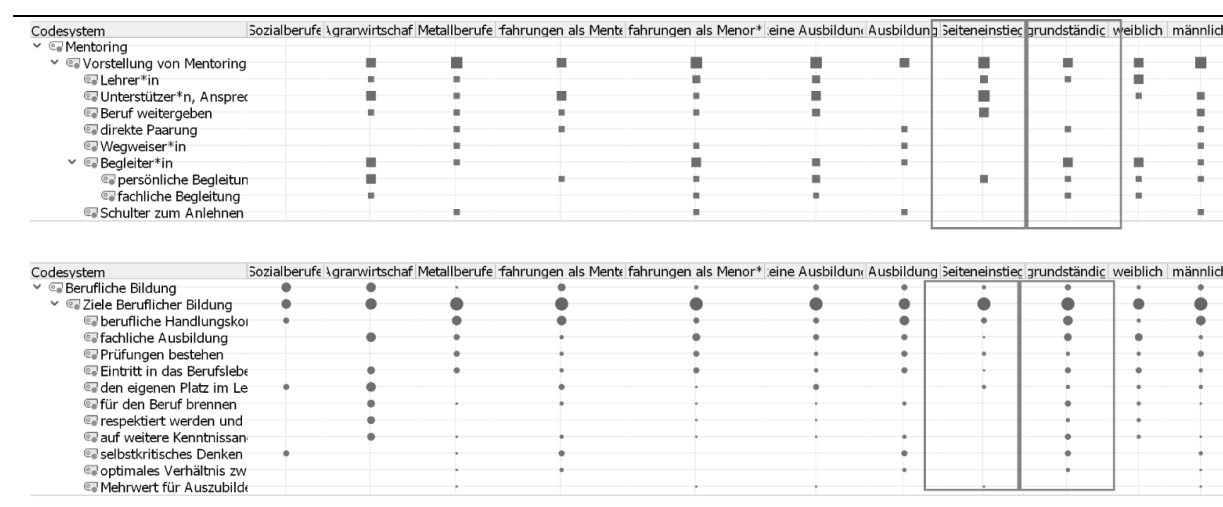 Codesystem Sozialberufe Agrarwirtschaf Metallberufe fahrungen als Mente fahrungen als Menor* eine Ausbildun Ausbildung Seiteneinstieg grundständig weiblich männlich
Mentoring
Vorstellung von Mentoring
Lehrer*in
Unterstützer*n, Ansprec
Beruf weitergeben
direkte Paarung
Wegweiser*in
Begleiter*in
persönliche Begleitun
fachliche Begleitung
Schulter zum Anlehnen
Codesystem Sozialberufe Agrarwirtschaf Metallberufe fahrungen als Mente fahrungen als Menor* eine Ausbildun Ausbildung Seiteneinstieg grundständig weiblich männlich
Berufliche Bildung
Ziele Beruflicher Bildung
berufliche Handlungsko
fachliche Ausbildung
Prüfungen bestehen
Eintritt in das Berufslebe
den eigenen Platz im Le
für den Beruf brennen
respektiert werden und
auf weitere Kenntnissan
selbstkritisches Denken
optimales Verhältnis zw
Mehrwert für Auszubilde